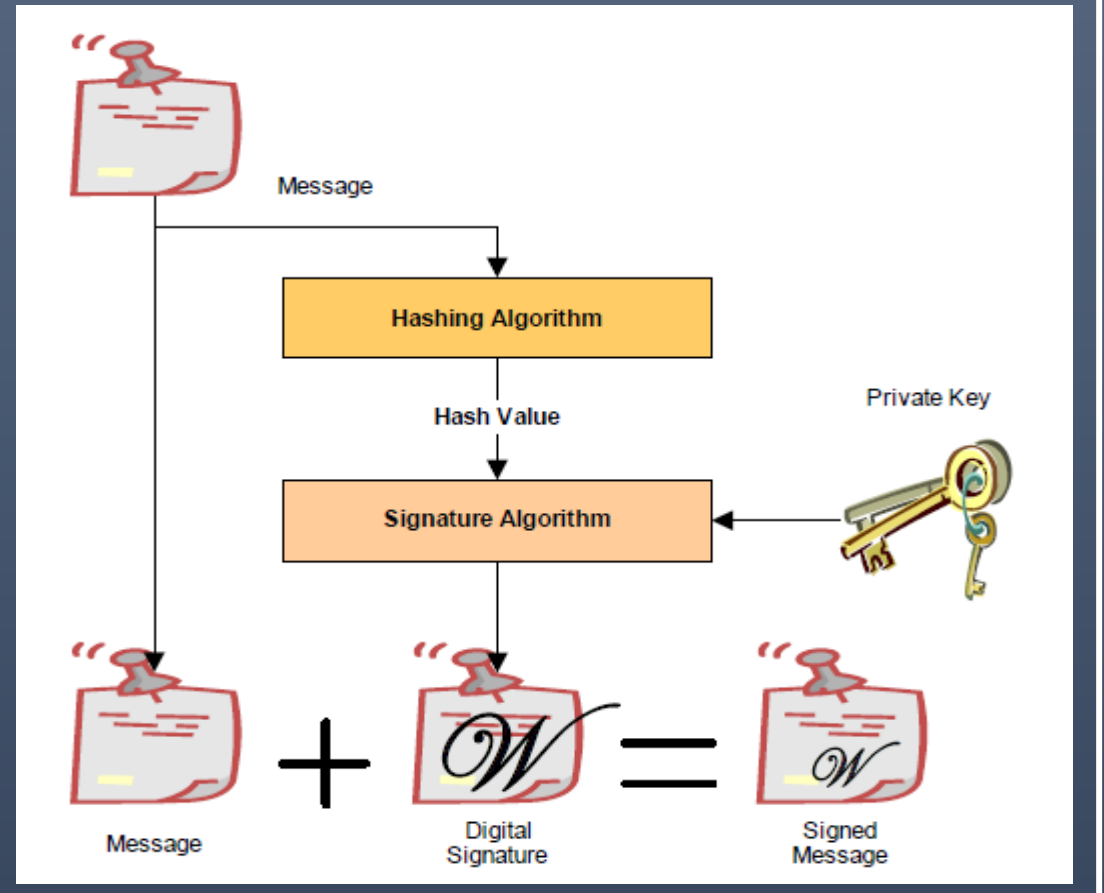 Message
Hashing Algorithm
Hash Value
Private Key
Signature Algorithm
W
W
Message
Digital
Signature
Signed
Message